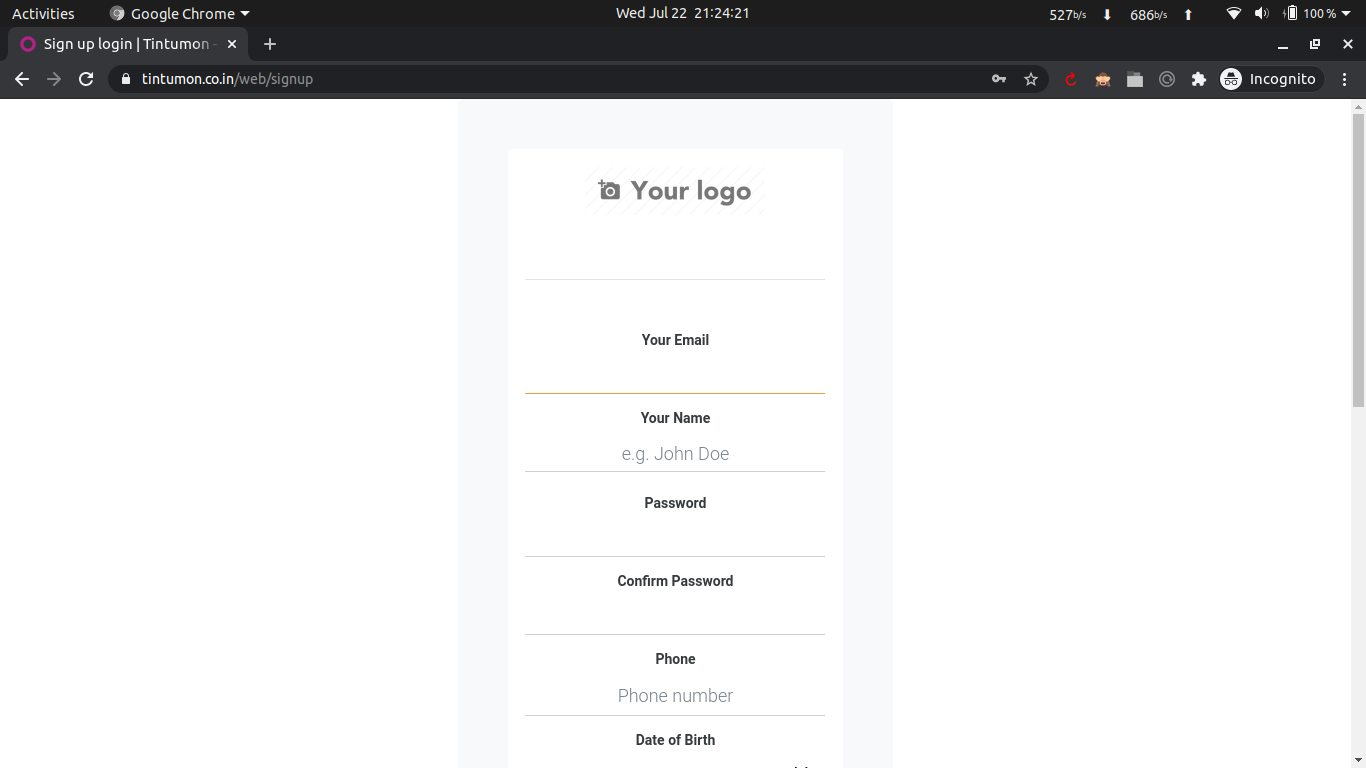 Activities
Google Chrome
Wed Jul 22 21:24:21
527b/s
686b/s
100 %
Sign up login | Tintumon
tintumon.co.in/web/signup
Incognito
Your logo
Your Email
Your Name
e.g. John Doe
Password
Confirm Password
Phone
Phone number
Date of Birth